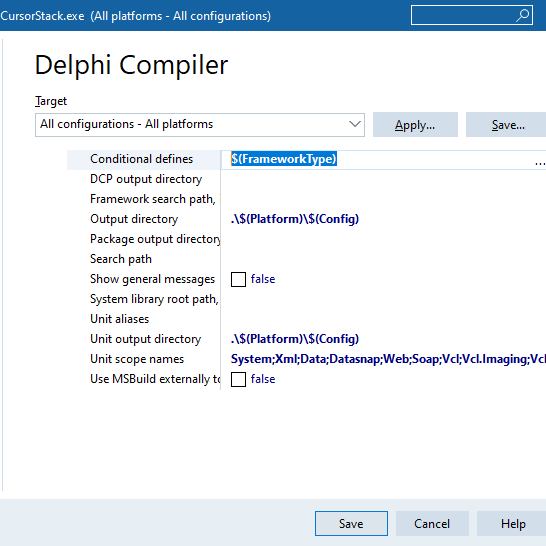 CursorStack.exe (All platforms - All configurations)
Delphi Compiler
Target
All configurations - All platforms
Apply...
Save...
Conditional defines $(FrameworkType) ...
DCP output directory
Framework search path,
Output directory .\$(Platform)\$(Config)
Package output directory
Search path
Show general messages false
System library root path,
Unit aliases
Unit output directory .\$(Platform)\$(Config)
Unit scope names System;Xml;Data;Datasnap;Web;Soap;Vcl;Vcl.Imaging;Vcl
Use MSBuild externally to false
Save Cancel Help